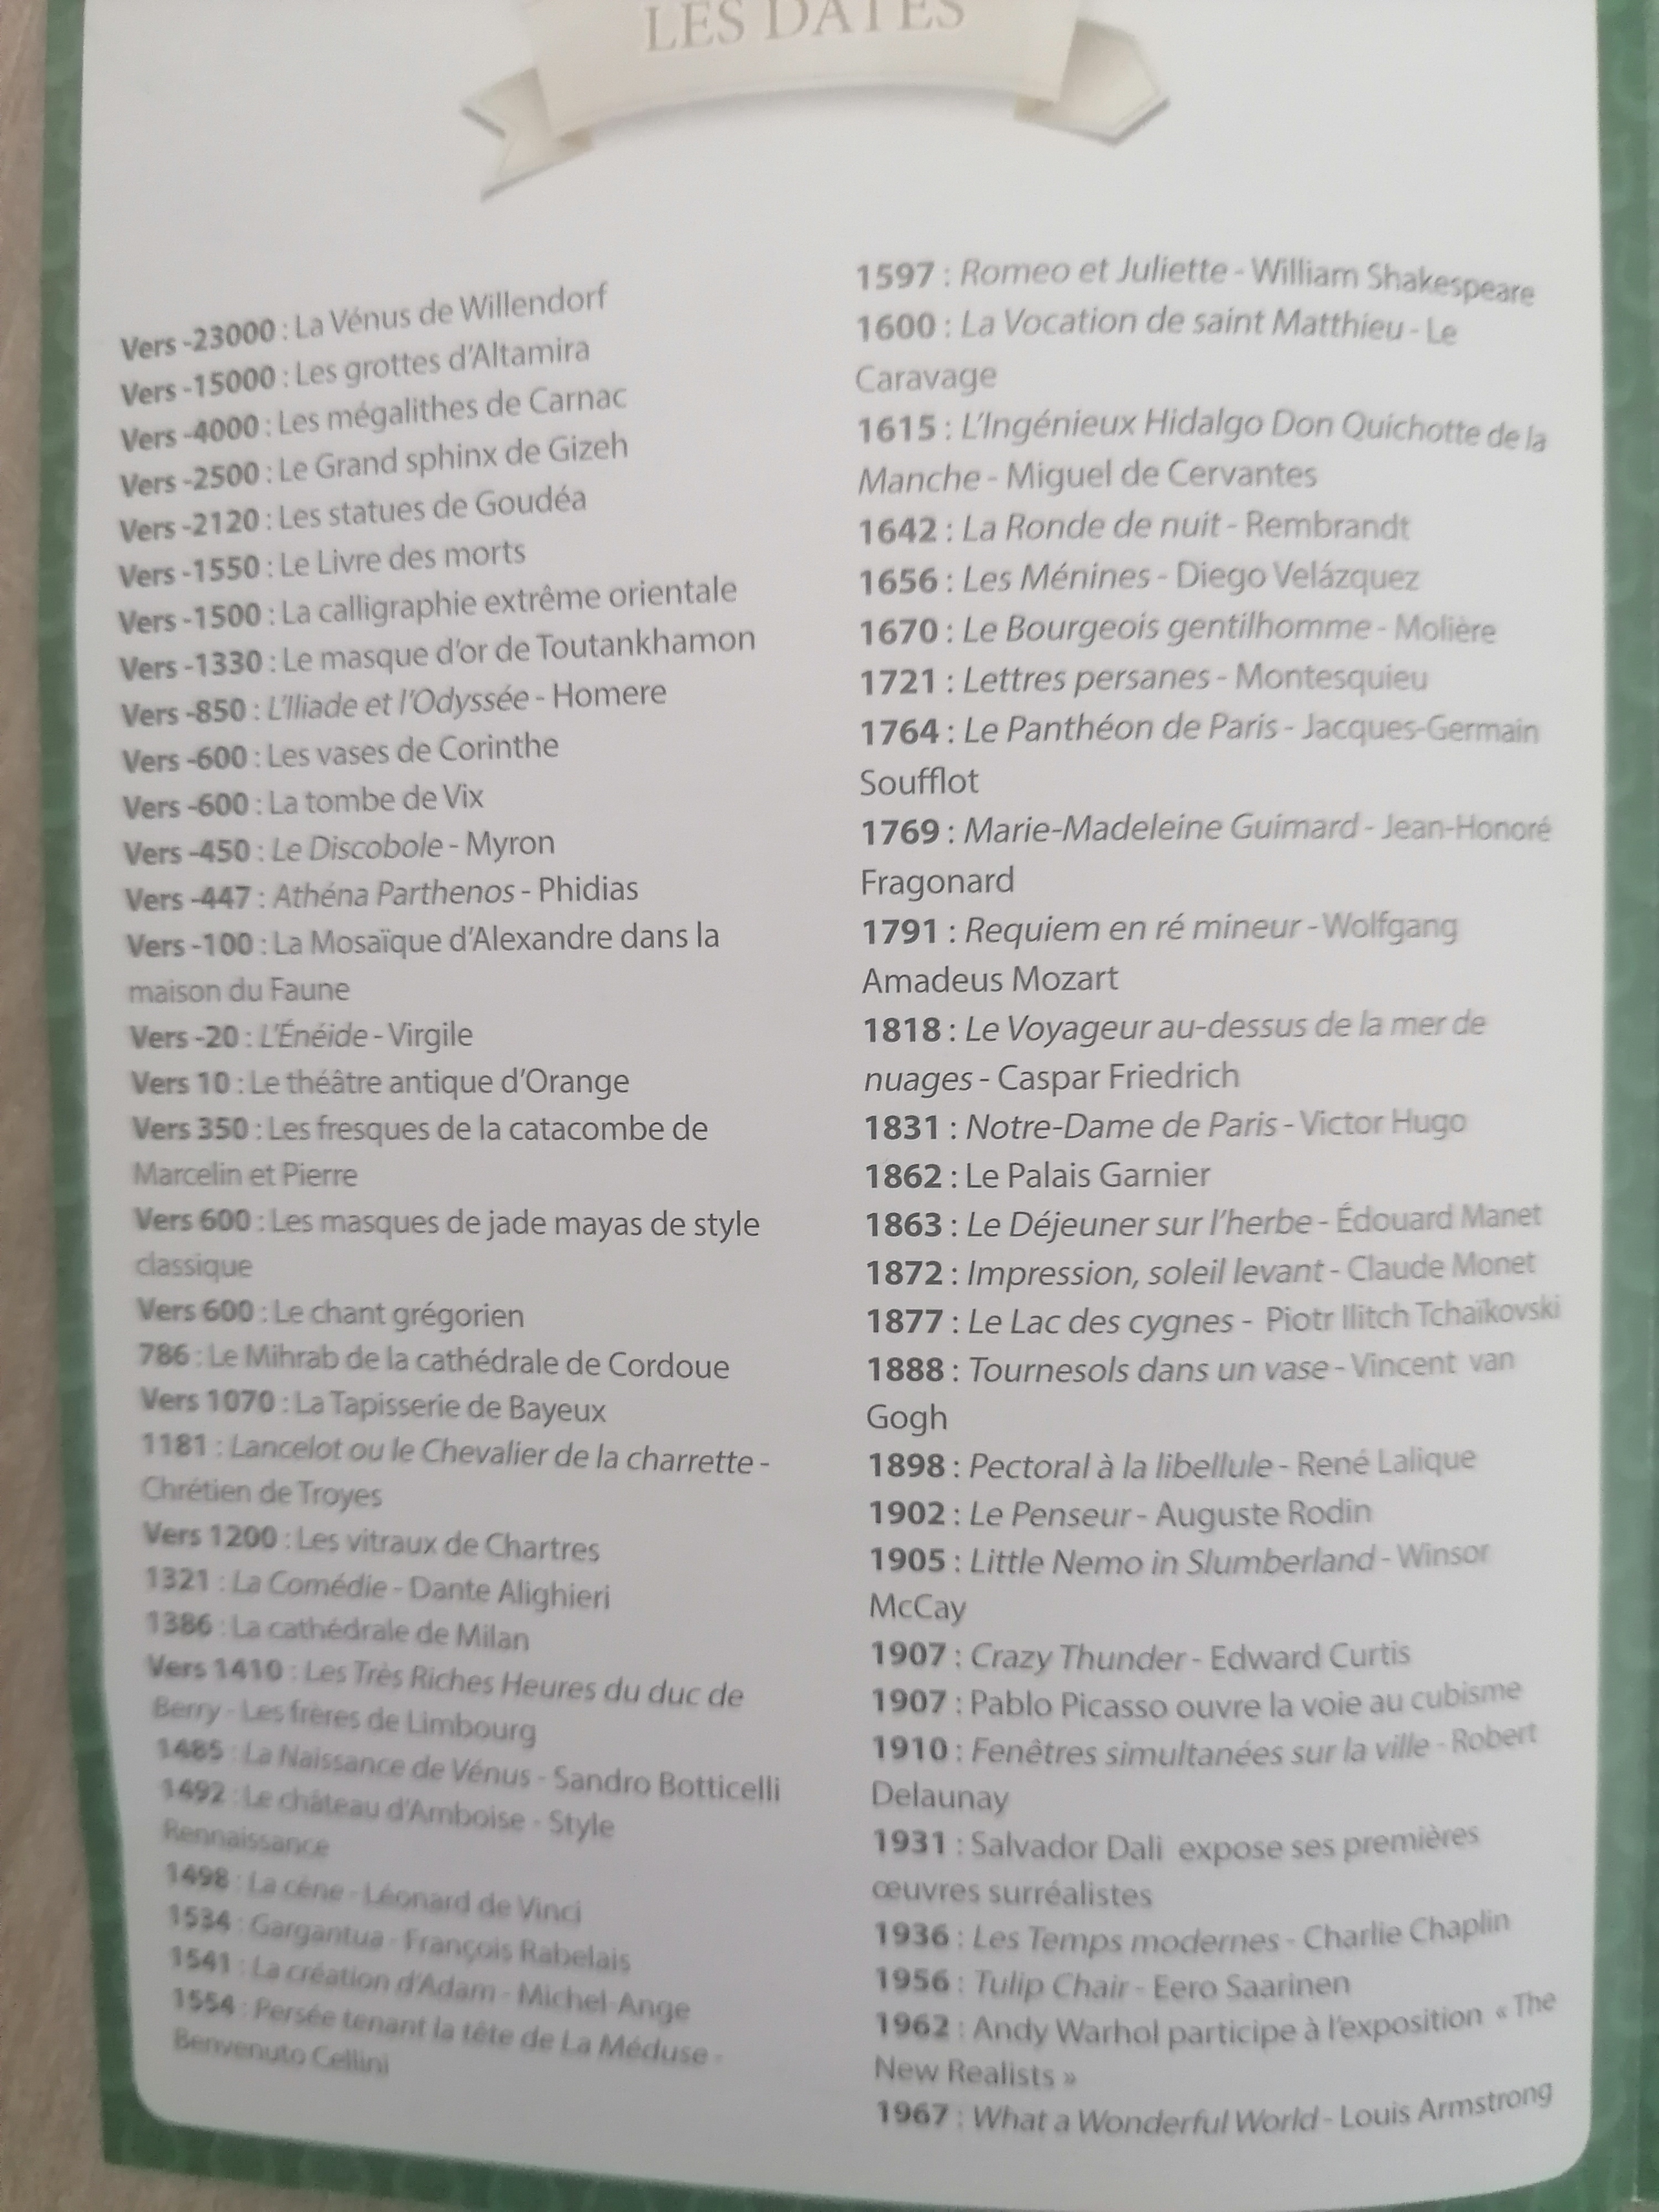 LES DATES
Vers -23000 : La Vénus de Willendorf
Vers -15000 : Les grottes d'Altamira
Vers -4000 : Les mégalithes de Carnac
Vers -2500 : Le Grand sphinx de Gizeh
Vers -2120 : Les statues de Goudéa
Vers -1550 : Le Livre des morts
Vers -1500 : La calligraphie extrême orientale
Vers -1330 : Le masque d'or de Toutankhamon
Vers -850 : L'Iliade et l'Odyssée - Homere
Vers -600 : Les vases de Corinthe
Vers -600 : La tombe de Vix
Vers -450 : Le Discobole - Myron
Vers -447 : Athéna Parthenos - Phidias
Vers -100 : La Mosaïque d'Alexandre dans la
maison du Faune
Vers -20 : L'Énéide - Virgile
Vers 10 : Le théâtre antique d'Orange
Vers 350 : Les fresques de la catacombe de
Marcelin et Pierre
Vers 600 : Les masques de jade mayas de style
classique
Vers 600 : Le chant grégorien
786 : Le Mihrab de la cathédrale de Cordoue
Vers 1070 : La Tapisserie de Bayeux
1181 : Lancelot ou le Chevalier de la charrette -
Chrétien de Troyes
Vers 1200 : Les vitraux de Chartres
1321 : La Comédie - Dante Alighieri
1386 : La cathédrale de Milan
Vers 1410 : Les Très Riches Heures du duc de
Berry - Les frères de Limbourg
1485 : La Naissance de Vénus - Sandro Botticelli
1492 : Le château d'Amboise - Style
Rennaissance
1498 : La cène - Léonard de Vinci
1534 : Gargantua - François Rabelais
1541 : La création d'Adam - Michel-Ange
1554 : Persée tenant la tête de La Méduse -
Benvenuto Cellini
1597 : Romeo et Juliette - William Shakespeare
1600 : La Vocation de saint Matthieu - Le
Caravage
1615 : L'Ingénieux Hidalgo Don Quichotte de la
Manche - Miguel de Cervantes
1642 : La Ronde de nuit - Rembrandt
1656 : Les Ménines - Diego Velázquez
1670 : Le Bourgeois gentilhomme - Molière
1721 : Lettres persanes - Montesquieu
1764 : Le Panthéon de Paris - Jacques-Germain
Soufflot
1769 : Marie-Madeleine Guimard - Jean-Honoré
Fragonard
1791 : Requiem en ré mineur - Wolfgang
Amadeus Mozart
1818 : Le Voyageur au-dessus de la mer de
nuages - Caspar Friedrich
1831 : Notre-Dame de Paris - Victor Hugo
1862 : Le Palais Garnier
1863 : Le Déjeuner sur l'herbe - Édouard Manet
1872 : Impression, soleil levant - Claude Monet
1877 : Le Lac des cygnes - Piotr Ilitch Tchaïkovski
1888 : Tournesols dans un vase - Vincent van
Gogh
1898 : Pectoral à la libellule - René Lalique
1902 : Le Penseur - Auguste Rodin
1905 : Little Nemo in Slumberland - Winsor
McCay
1907 : Crazy Thunder - Edward Curtis
1907 : Pablo Picasso ouvre la voie au cubisme
1910 : Fenêtres simultanées sur la ville - Robert
Delaunay
1931 : Salvador Dali expose ses premières
œuvres surréalistes
1936 : Les Temps modernes - Charlie Chaplin
1956 : Tulip Chair - Eero Saarinen
1962 : Andy Warhol participe à l'exposition « The
New Realists »
1967 : What a Wonderful World - Louis Armstrong